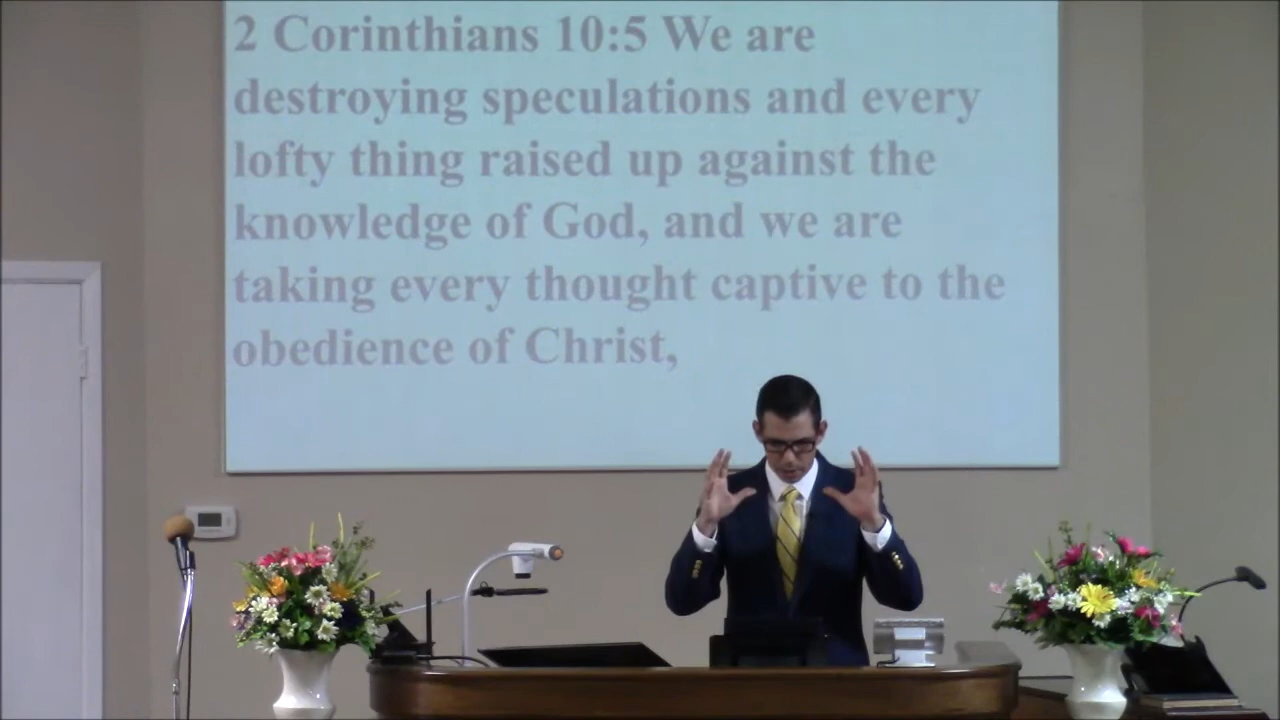 2 Corinthians 10:5 We are
destroying speculations and every
lofty thing raised up against the
knowledge of God, and we are
taking every thought captive to the
obedience of Christ,